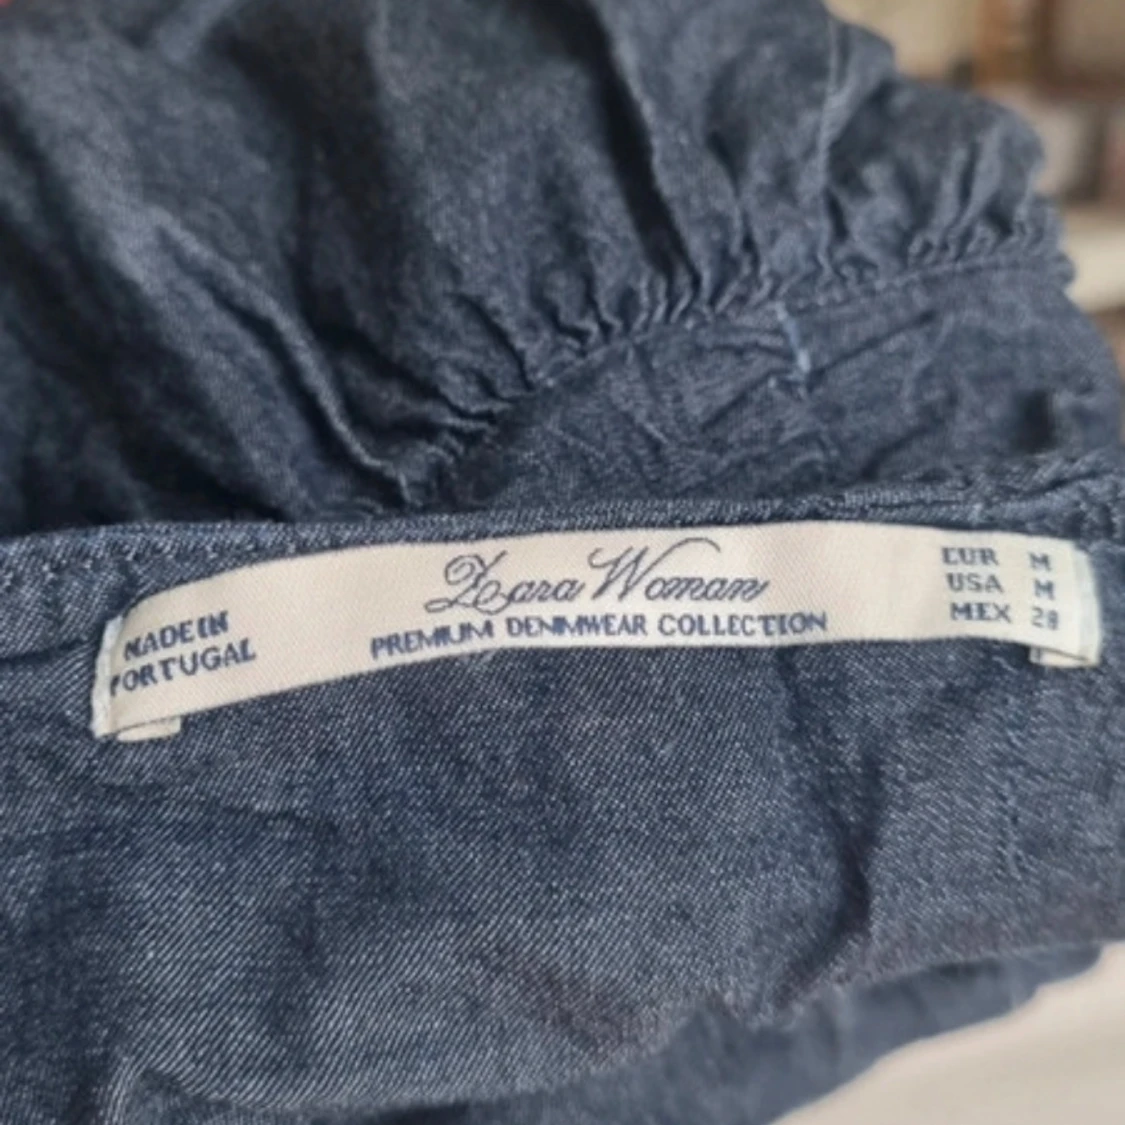 MADE IN
PORTUGAL
Zara Woman
PREMIUM DENIMWEAR COLLECTION
EUR M
USA M
MEX 28